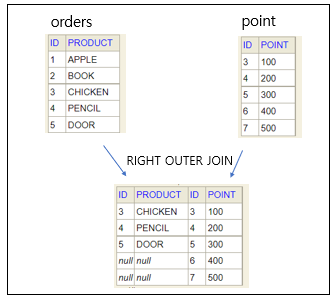 orders
point
ID PRODUCT
1 APPLE
2 BOOK
3 CHICKEN
4 PENCIL
5 DOOR
ID POINT
3 100
4 200
5 300
6 400
7 500
RIGHT OUTER JOIN
ID PRODUCT ID POINT
3 CHICKEN 3 100
4 PENCIL 4 200
5 DOOR 5 300
null null 6 400
null null 7 500